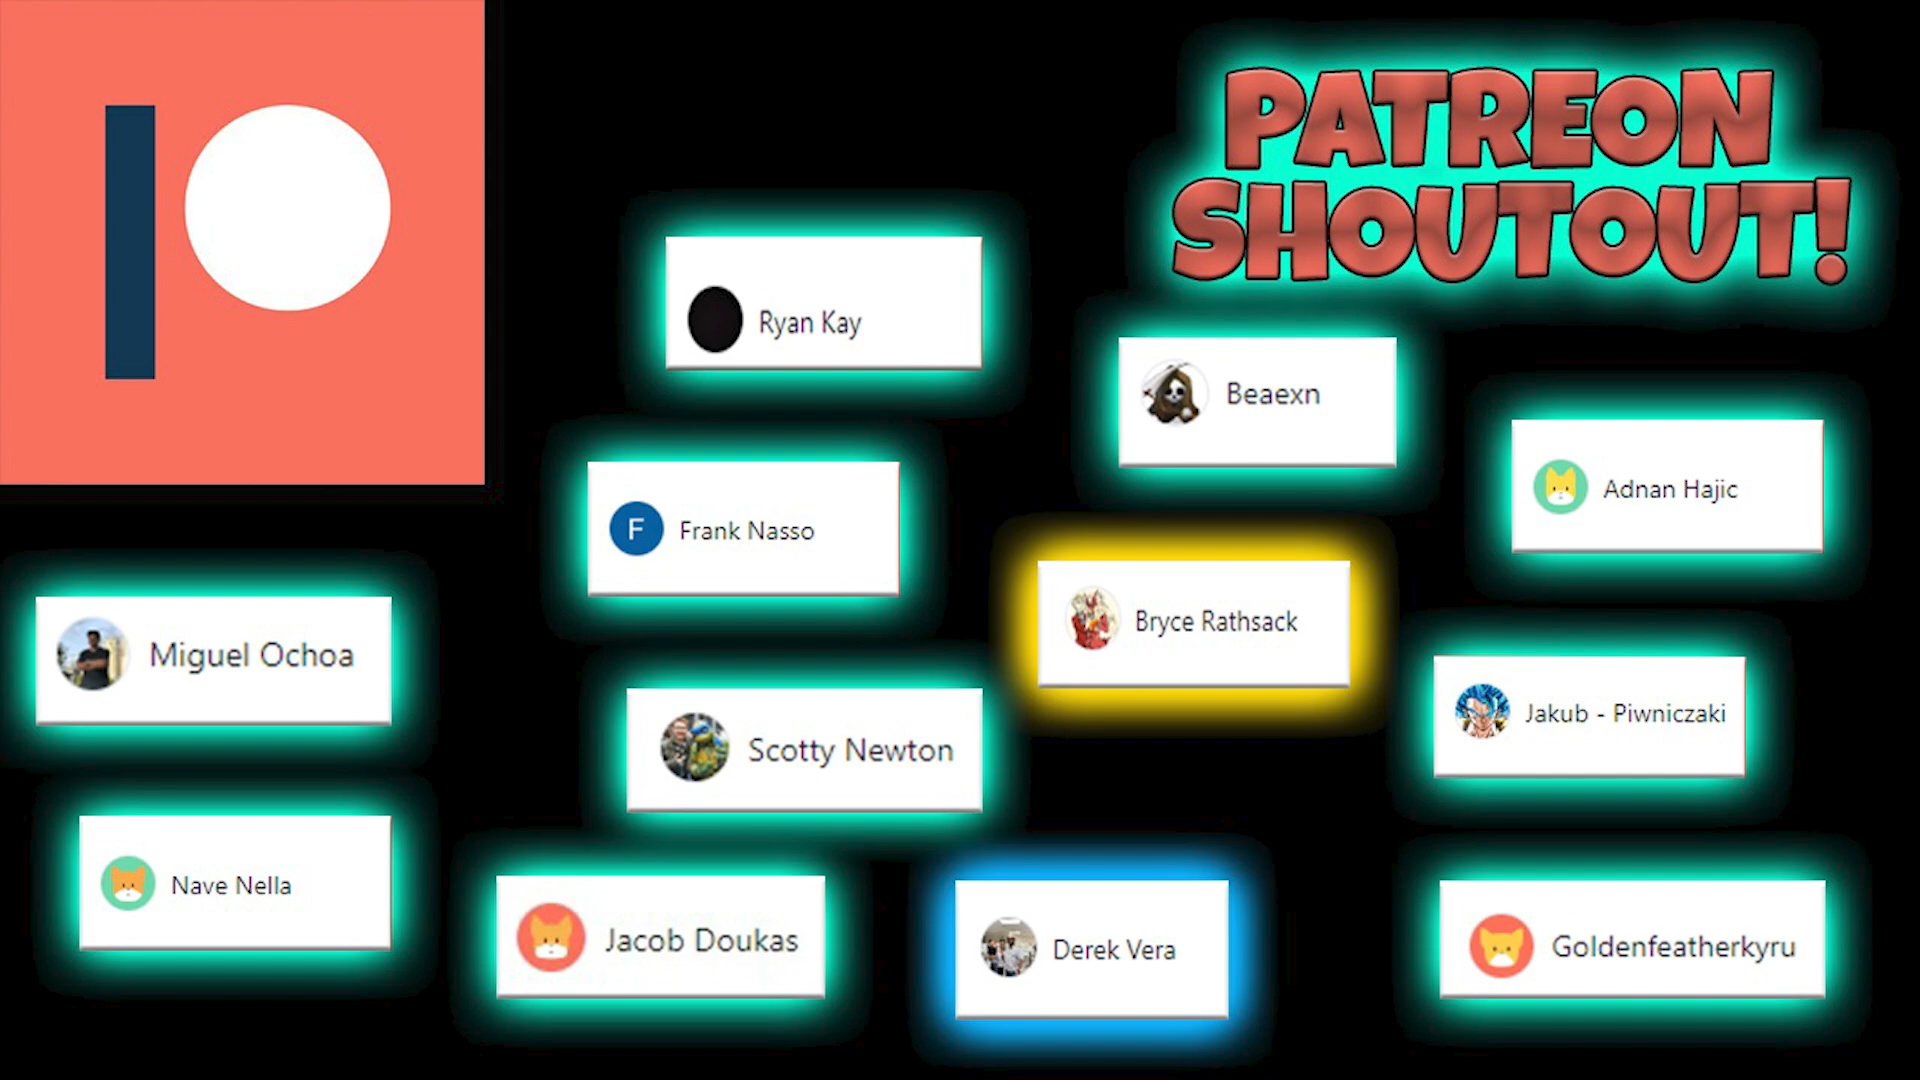 PATREON
SHOUTOUT!
Ryan Kay
Beaexn
Adnan Hajic
F
Frank Nasso
Bryce Rathsack
Miguel Ochoa
Jakub - Piwniczaki
Scotty Newton
Nave Nella
Jacob Doukas
Derek Vera
Goldenfeatherkyru